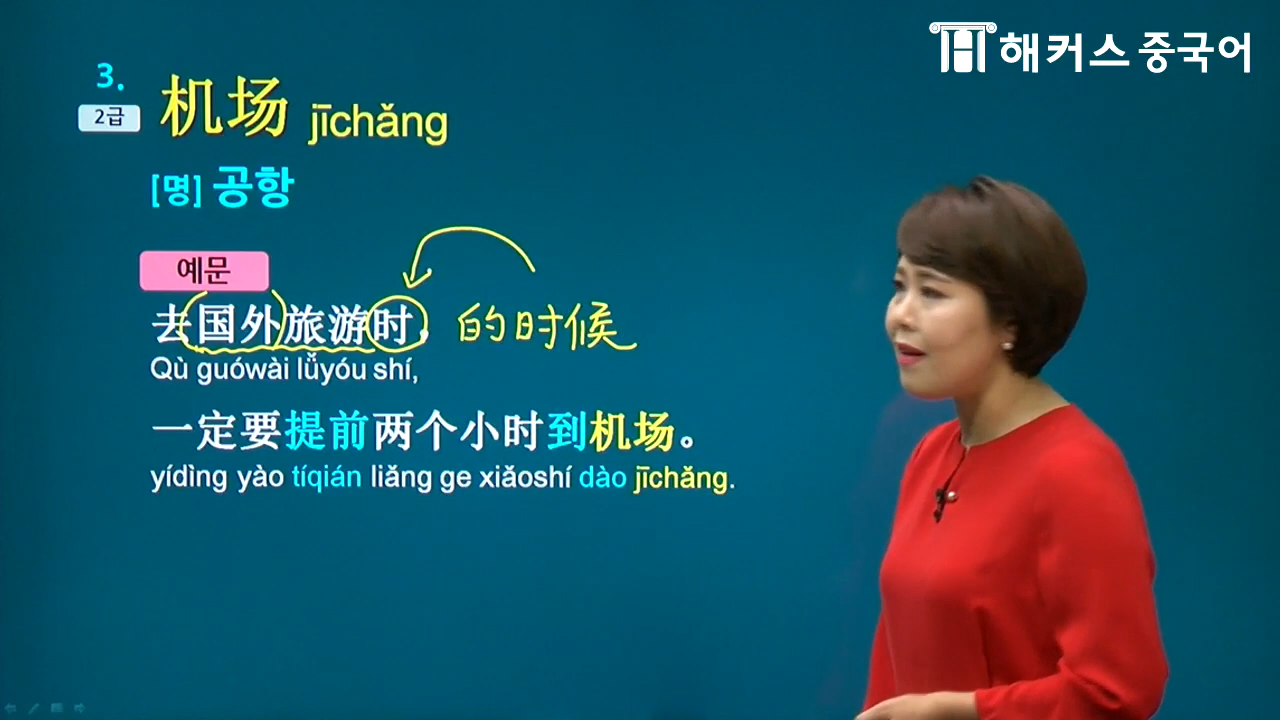 해커스 중국어
3.
2급
机场 jīchǎng
[명] 공항
예문
去国外旅游时, 的时候
Qù guówài lǚyóu shí,
一定要提前两个小时到机场。
yídìng yào tíqián liǎng ge xiǎoshí dào jīchǎng.